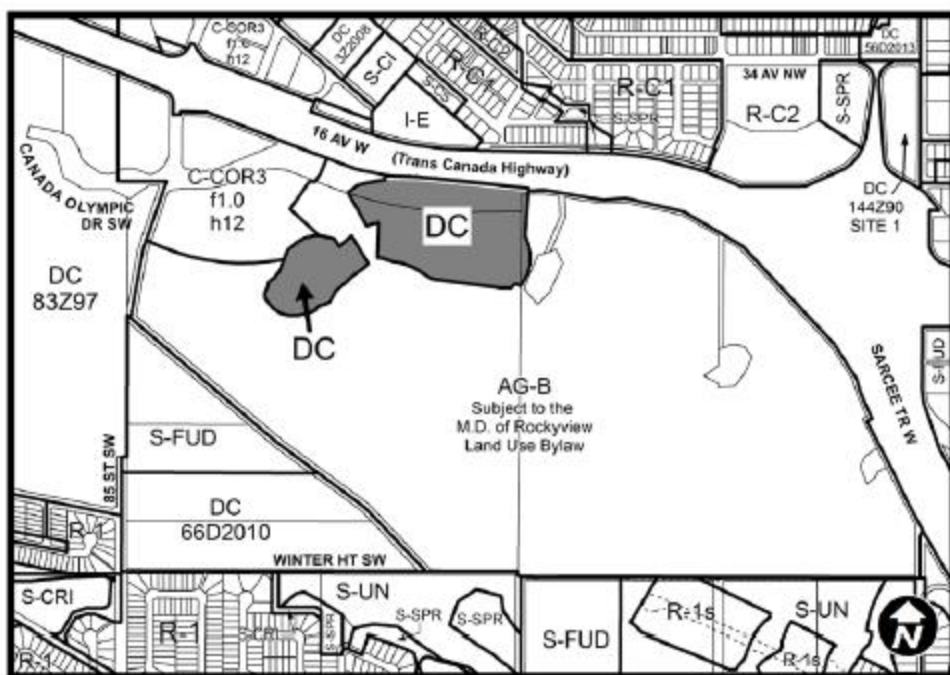 C-COR3
f1.0
h12
DC
3Z2008
S-CI
R-C2
R-C1
S-CS
I-E
R-C1
S-SPR
34 AV NW
R-C2
S-SPR
DC
56D2013
16 AV W
(Trans Canada Highway)
CANADA OLYMPIC
DR SW
C-COR3
f1.0
h12
DC
DC
144Z90
SITE 1
DC
83Z97
DC
AG-B
Subject to the
M.D. of Rockyview
Land Use Bylaw
SARCEE TR W
S-FUD
S-FUD
85 ST SW
DC
66D2010
R-1
WINTER HT SW
S-CRI
R-1
S-CRI
S-SPR
S-UN
S-SPR
S-SPR
S-FUD
R-1s
S-UN
R-1s
R-1
N